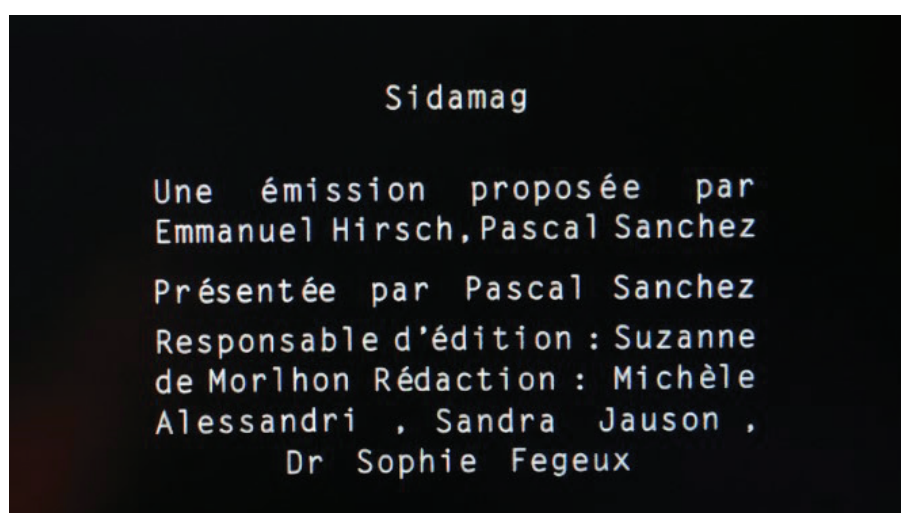 Sidamag
Une émission proposée par
Emmanuel Hirsch, Pascal Sanchez
Présentée par Pascal Sanchez
Responsable d'édition : Suzanne
de Morlhon Rédaction : Michèle
Alessandri , Sandra Jauson ,
Dr Sophie Fegeux